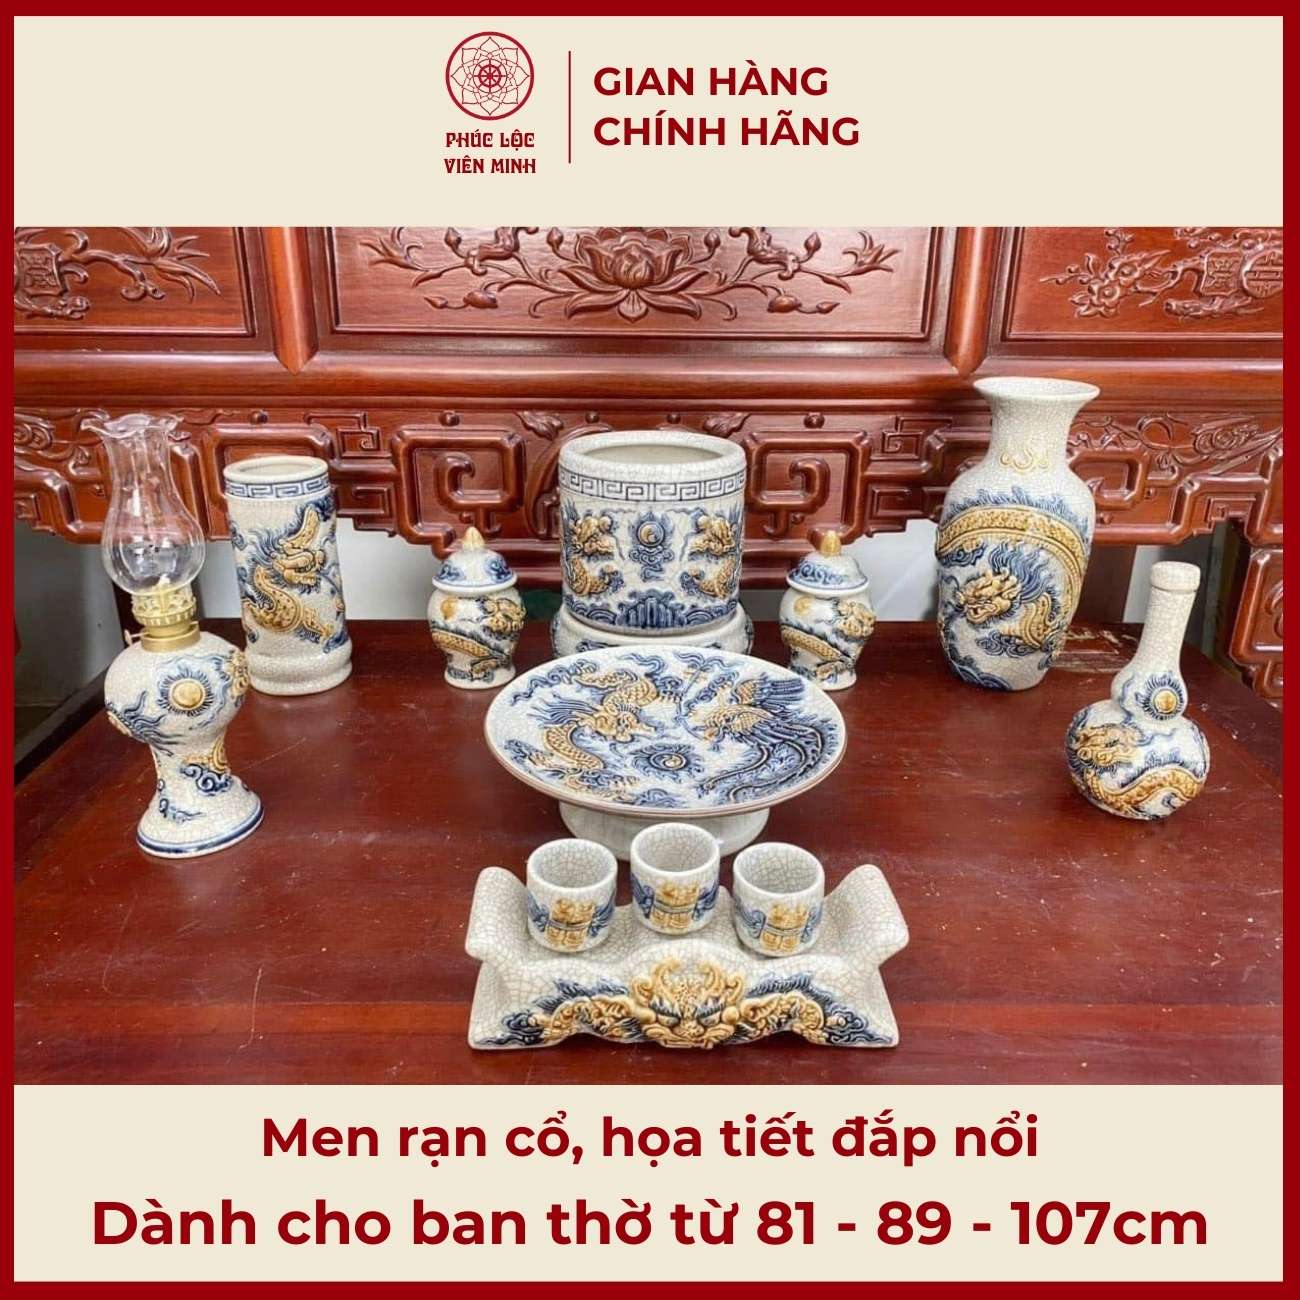 PHÚC LỘC
VIÊN MINH
GIAN HÀNG
CHÍNH HÃNG
Men rạn cổ, họa tiết đắp nổi
Dành cho ban thờ từ 81 - 89 - 107cm